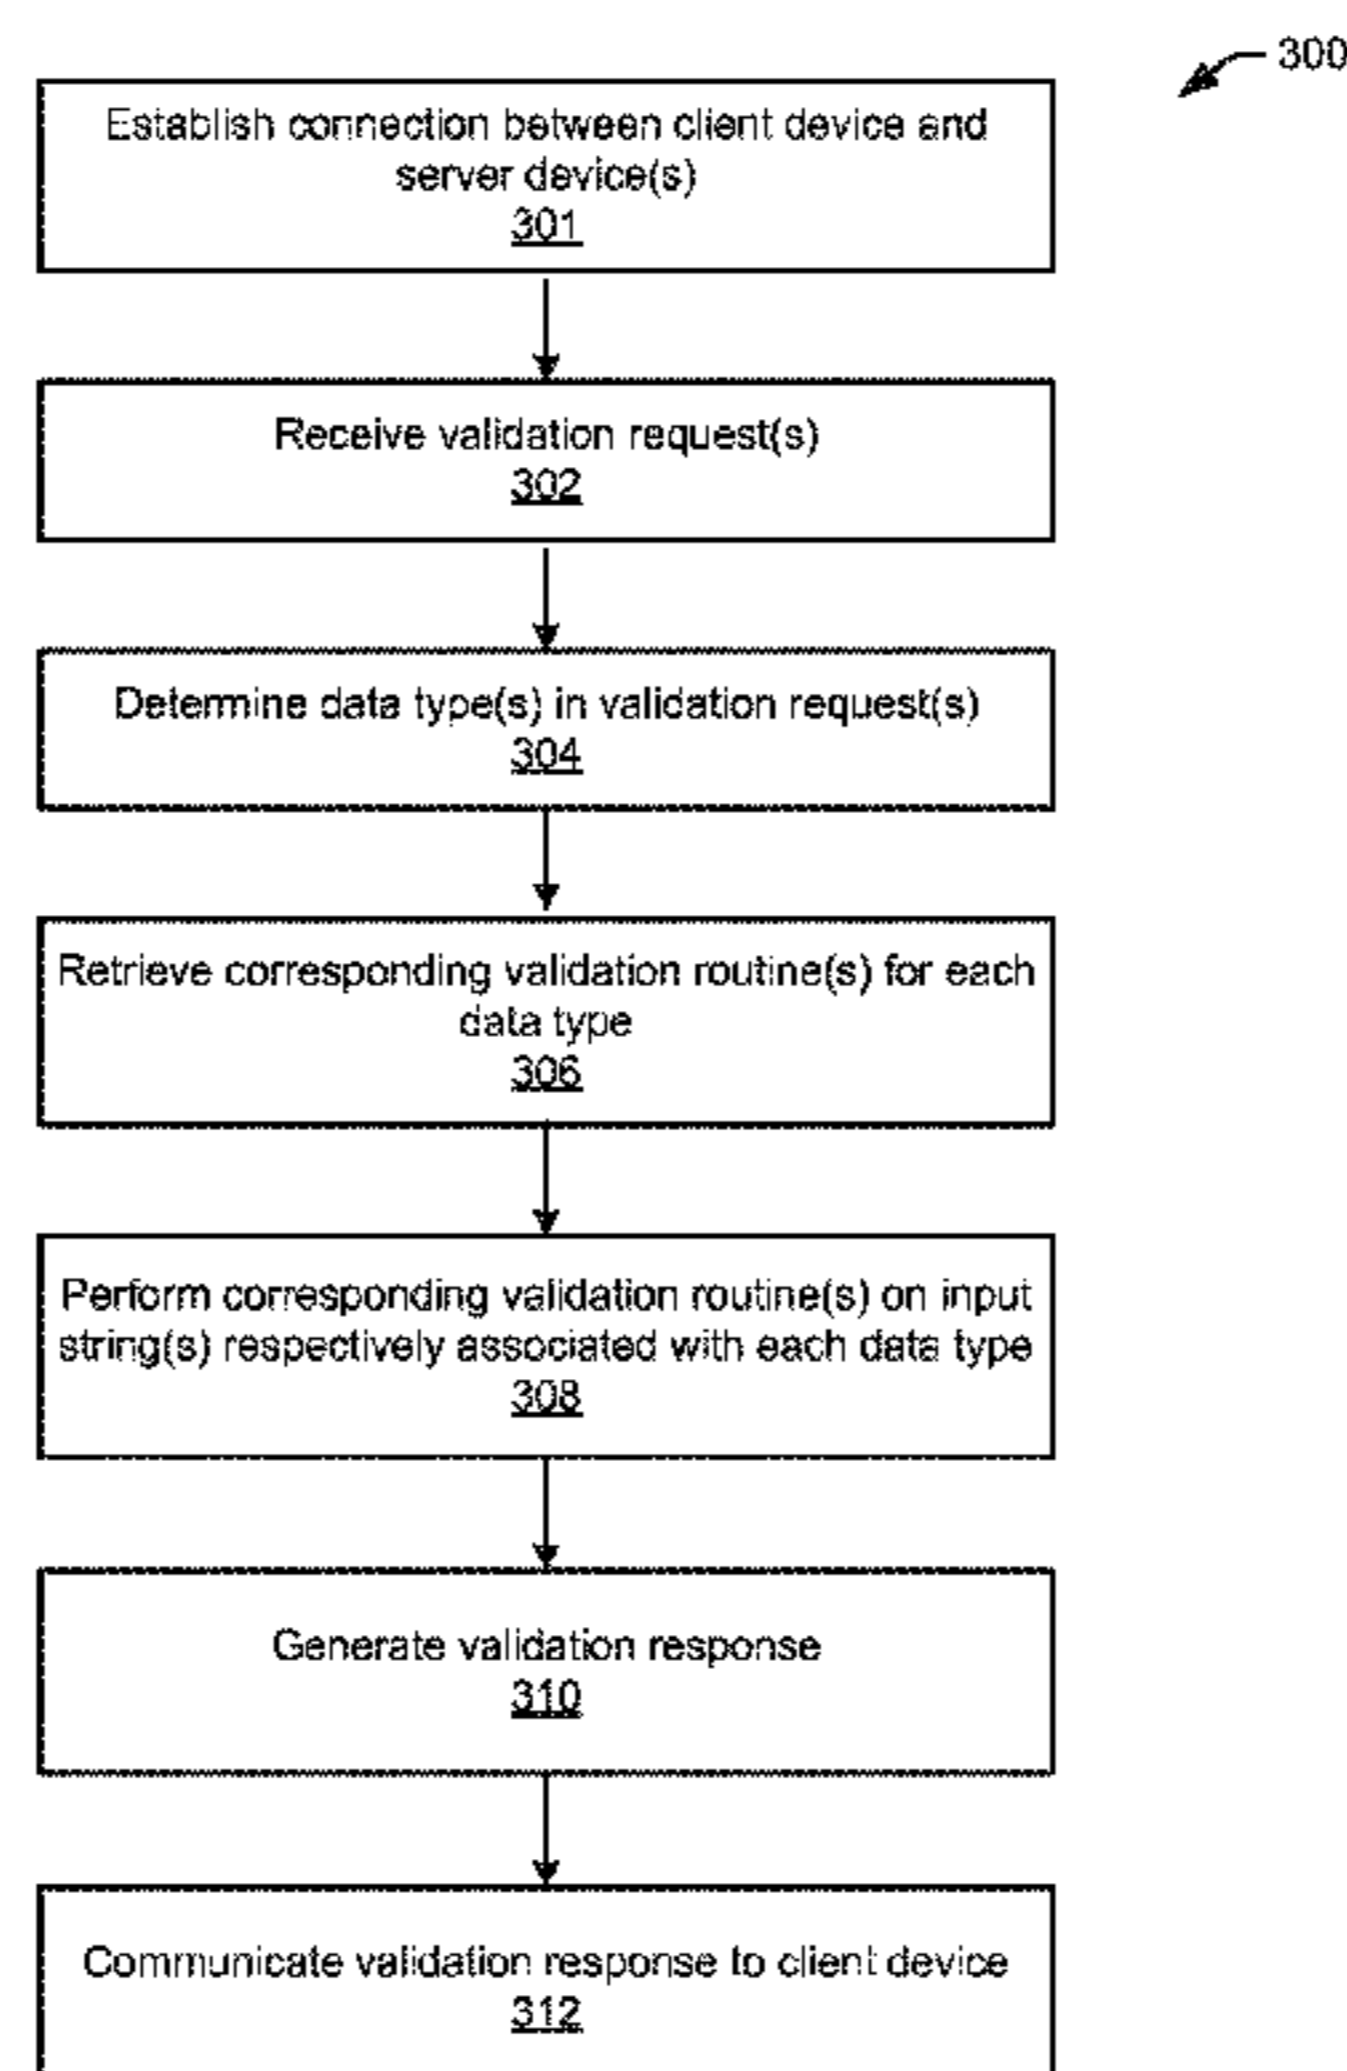 300
Establish connection between client device and
server device(s)
301
Receive validation request(s)
302
Determine data type(s) in validation request(s)
304
Retrieve corresponding validation routine(s) for each
data type
306
Perform corresponding validation routine(s) on input
string(s) respectively associated with each data type
308
Generate validation response
310
Communicate validation response to client device
312